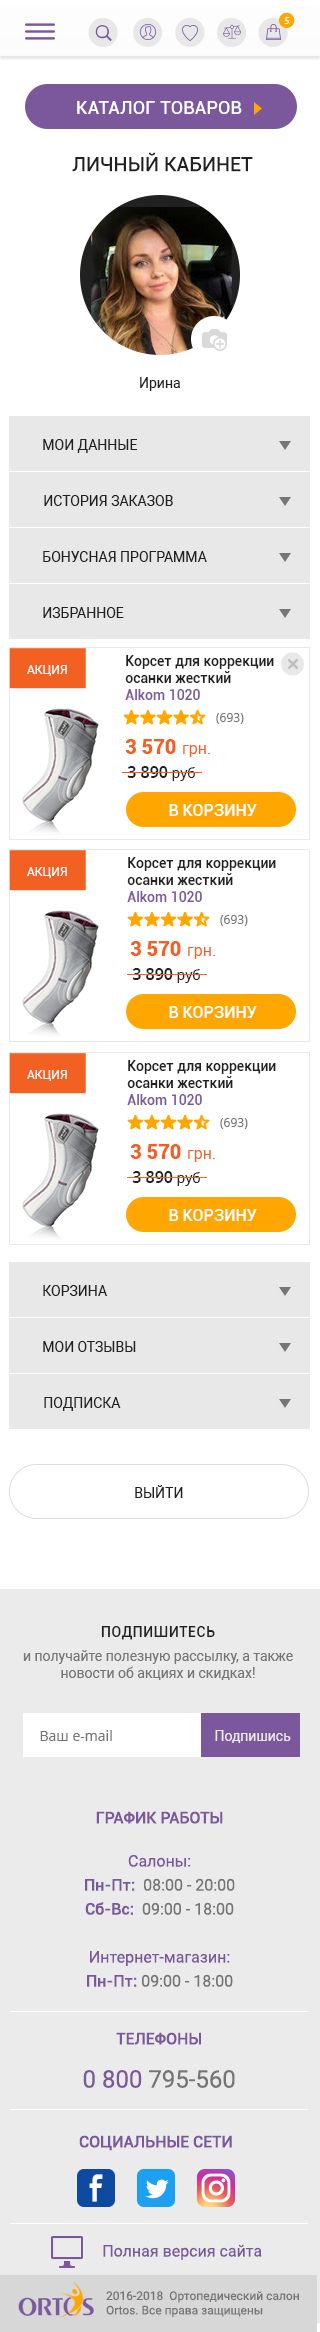 5
КАТАЛОГ ТОВАРОВ
ЛИЧНЫЙ КАБИНЕТ
Ирина
МОИ ДАННЫЕ
ИСТОРИЯ ЗАКАЗОВ
БОНУСНАЯ ПРОГРАММА
ИЗБРАННОЕ
АКЦИЯ
Корсет для коррекции
осанки жесткий
Alkom 1020
(693)
3 570 грн.
3 890 руб
В КОРЗИНУ
АКЦИЯ
Корсет для коррекции
осанки жесткий
Alkom 1020
(693)
3 570 грн.
3 890 руб
В КОРЗИНУ
АКЦИЯ
Корсет для коррекции
осанки жесткий
Alkom 1020
(693)
3 570 грн.
3 890 руб
В КОРЗИНУ
КОРЗИНА
МОИ ОТЗЫВЫ
ПОДПИСКА
ВЫЙТИ
ПОДПИШИТЕСЬ
и получайте полезную рассылку, а также
новости об акциях и скидках!
Ваш e-mail
Подпишись
ГРАФИК РАБОТЫ
Салоны:
Пн-Пт: 08:00 - 20:00
Сб-Вс: 09:00 - 18:00
Интернет-магазин:
Пн-Пт: 09:00 - 18:00
ТЕЛЕФОНЫ
0 800 795-560
СОЦИАЛЬНЫЕ СЕТИ
Полная версия сайта
ORTOS
2016-2018 Ортопедический салон
Ortos. Все права защищены